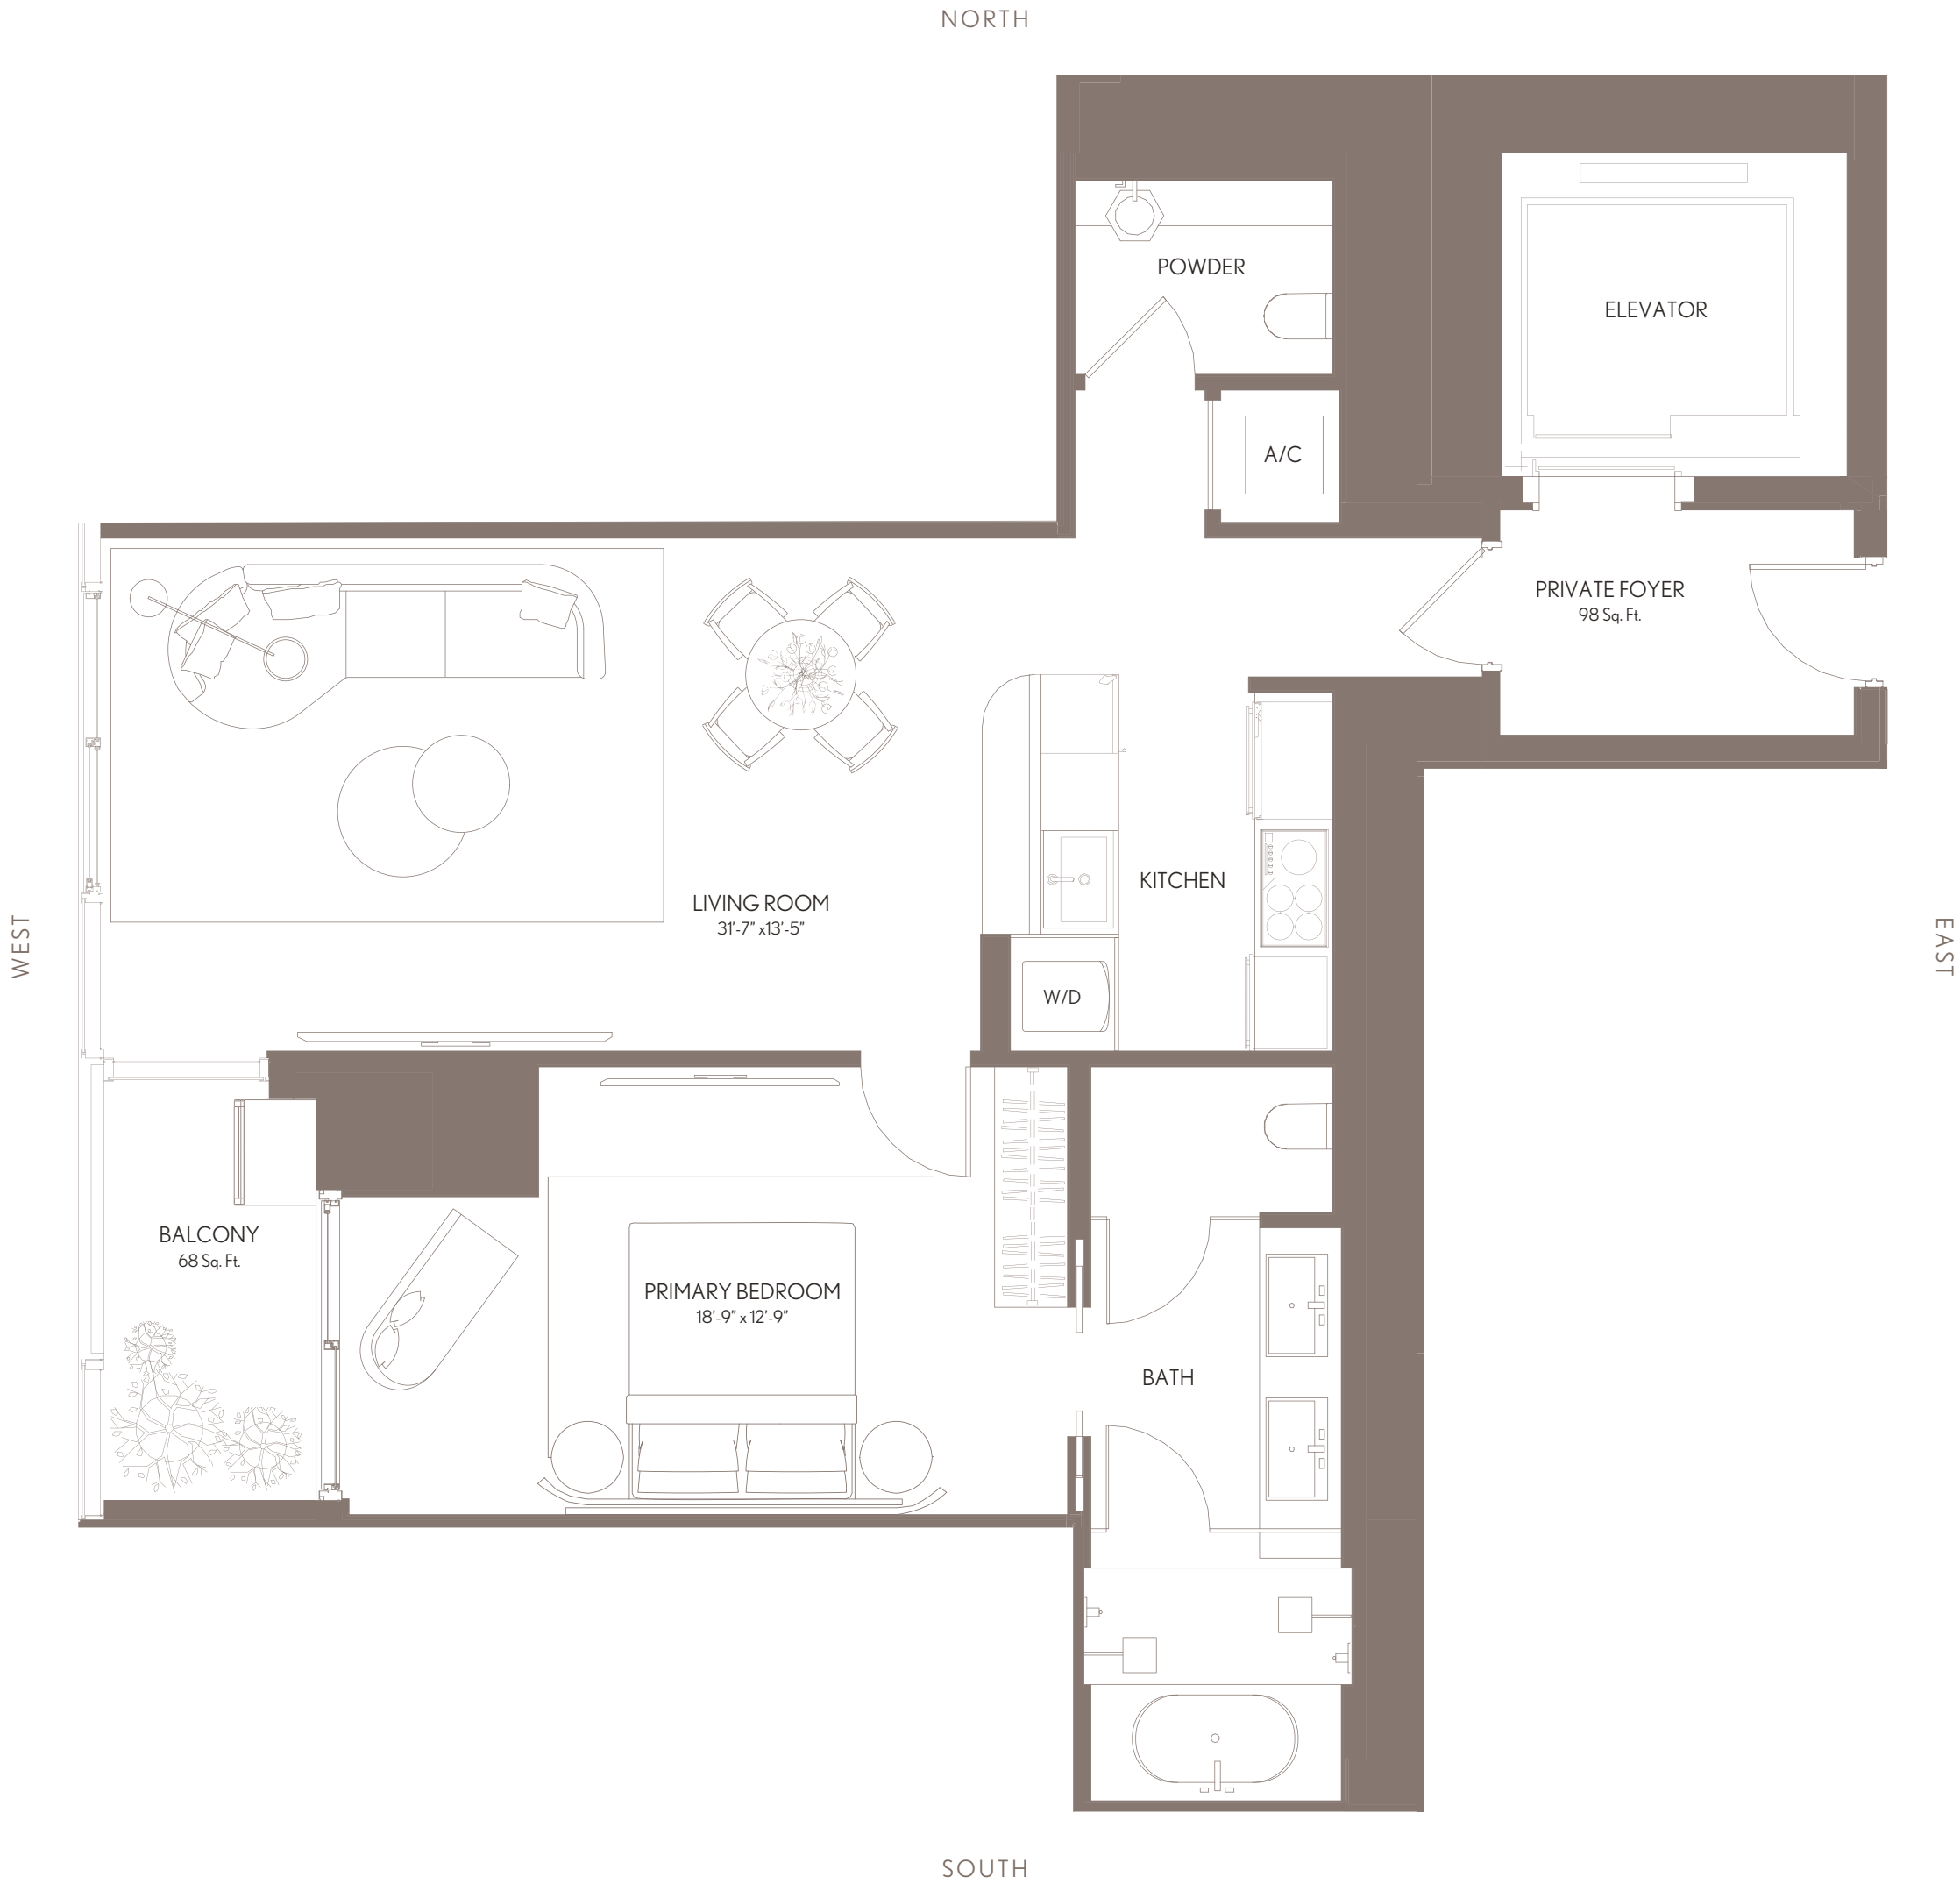 NORTH
POWDER
ELEVATOR
A/C
PRIVATE FOYER
98 Sq. Ft.
KITCHEN
LIVING ROOM
31'-7" x13'-5"
WEST
EAST
W/D
BALCONY
68 Sq. Ft.
PRIMARY BEDROOM
18'-9" x 12'-9"
BATH
SOUTH